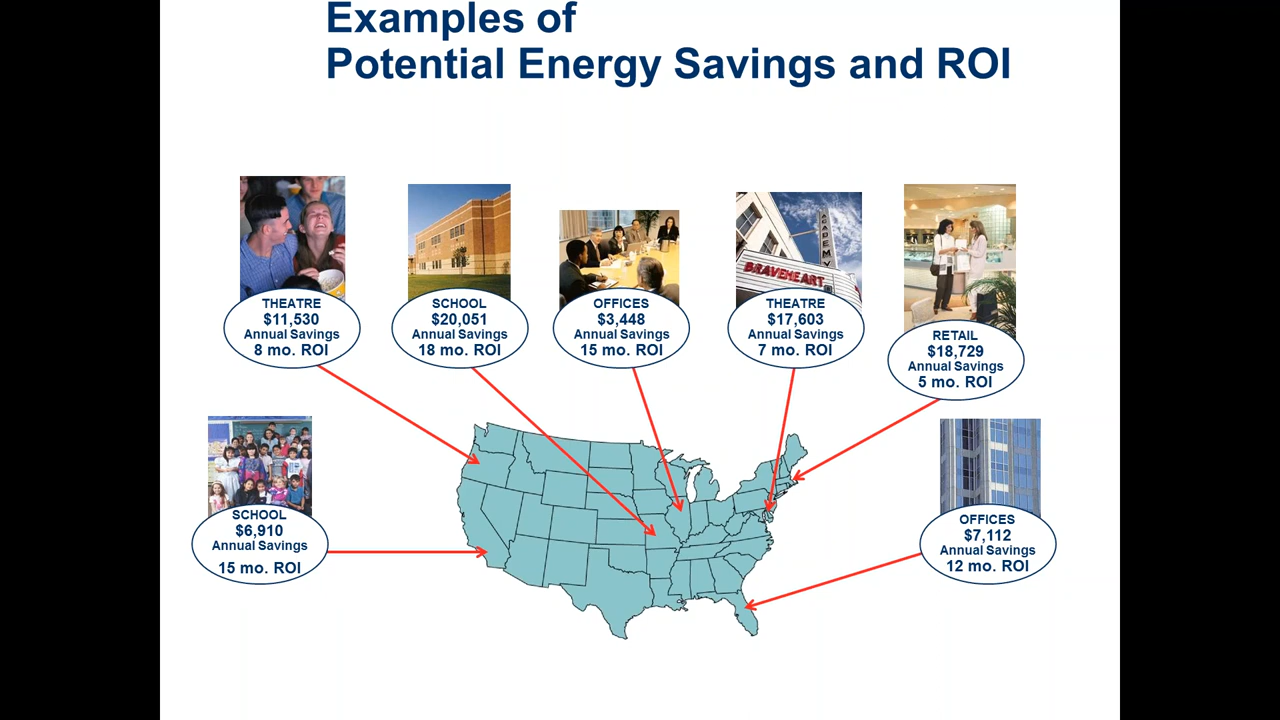 Examples of
Potential Energy Savings and ROI
THEATRE
$11,530
Annual Savings
8 mo. ROI
SCHOOL
$20,051
Annual Savings
18 mo. ROI
OFFICES
$3,448
Annual Savings
15 mo. ROI
ACADEMY
BRAVEHEART
THEATRE
$17,603
Annual Savings
7 mo. ROI
RETAIL
$18,729
Annual Savings
5 mo. ROI
SCHOOL
$6,910
Annual Savings
15 mo. ROI
OFFICES
$7,112
Annual Savings
12 mo. ROI